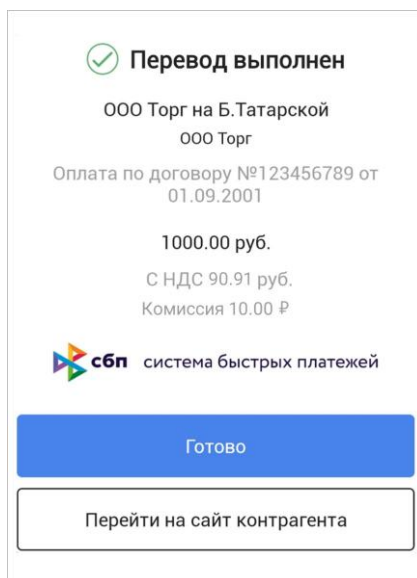 Перевод выполнен
ООО Торг на Б.Татарской
ООО Торг
Оплата по договору №123456789 от
01.09.2001
1000.00 руб.
С НДС 90.91 руб.
Комиссия 10.00 ₽
сбп система быстрых платежей
Готово
Перейти на сайт контрагента